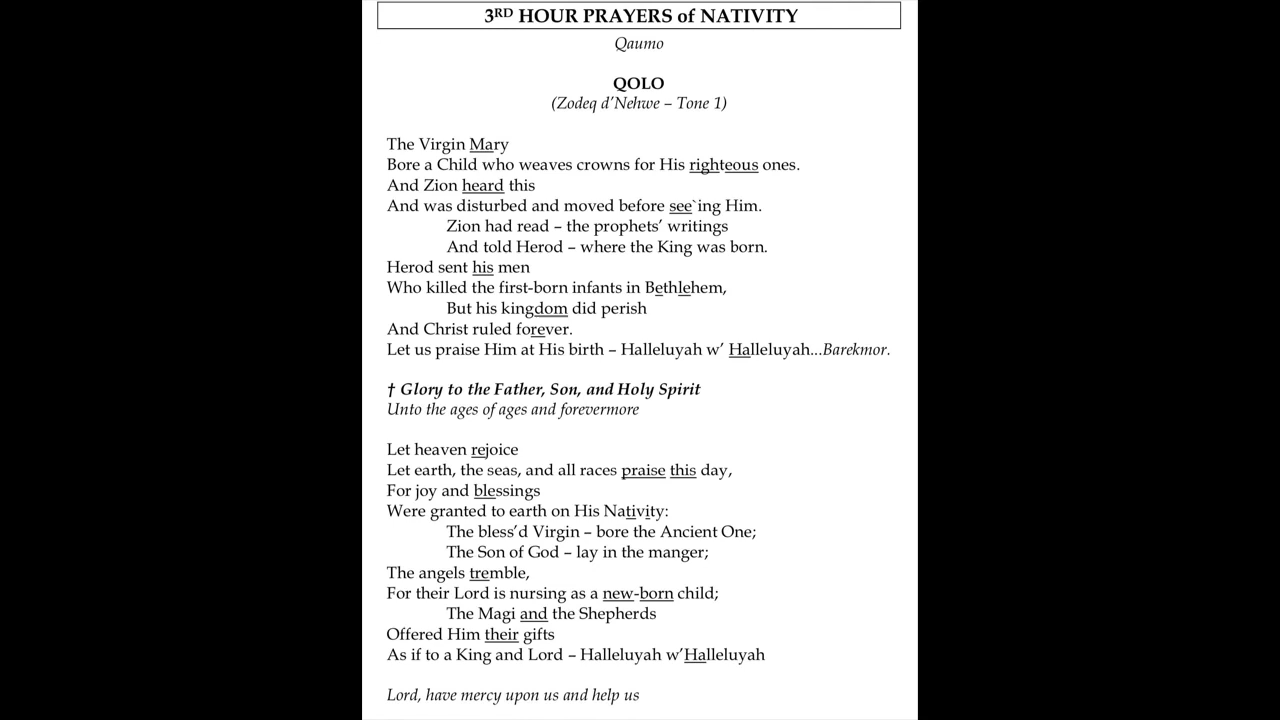 3RD HOUR PRAYERS of NATIVITY
Qaumo
QOLO
(Zodeq d'Nehwe – Tone 1)
The Virgin Mary
Bore a Child who weaves crowns for His righteous ones.
And Zion heard this
And was disturbed and moved before see`ing Him.
Zion had read – the prophets' writings
And told Herod – where the King was born.
Herod sent his men
Who killed the first-born infants in Bethlehem,
But his kingdom did perish
And Christ ruled forever.
Let us praise Him at His birth – Halleluyah w' Halleluyah...Barekmor.
† Glory to the Father, Son, and Holy Spirit
Unto the ages of ages and forevermore
Let heaven rejoice
Let earth, the seas, and all races praise this day,
For joy and blessings
Were granted to earth on His Nativity:
The bless'd Virgin – bore the Ancient One;
The Son of God – lay in the manger;
The angels tremble,
For their Lord is nursing as a new-born child;
The Magi and the Shepherds
Offered Him their gifts
As if to a King and Lord – Halleluyah w'Halleluyah
Lord, have mercy upon us and help us